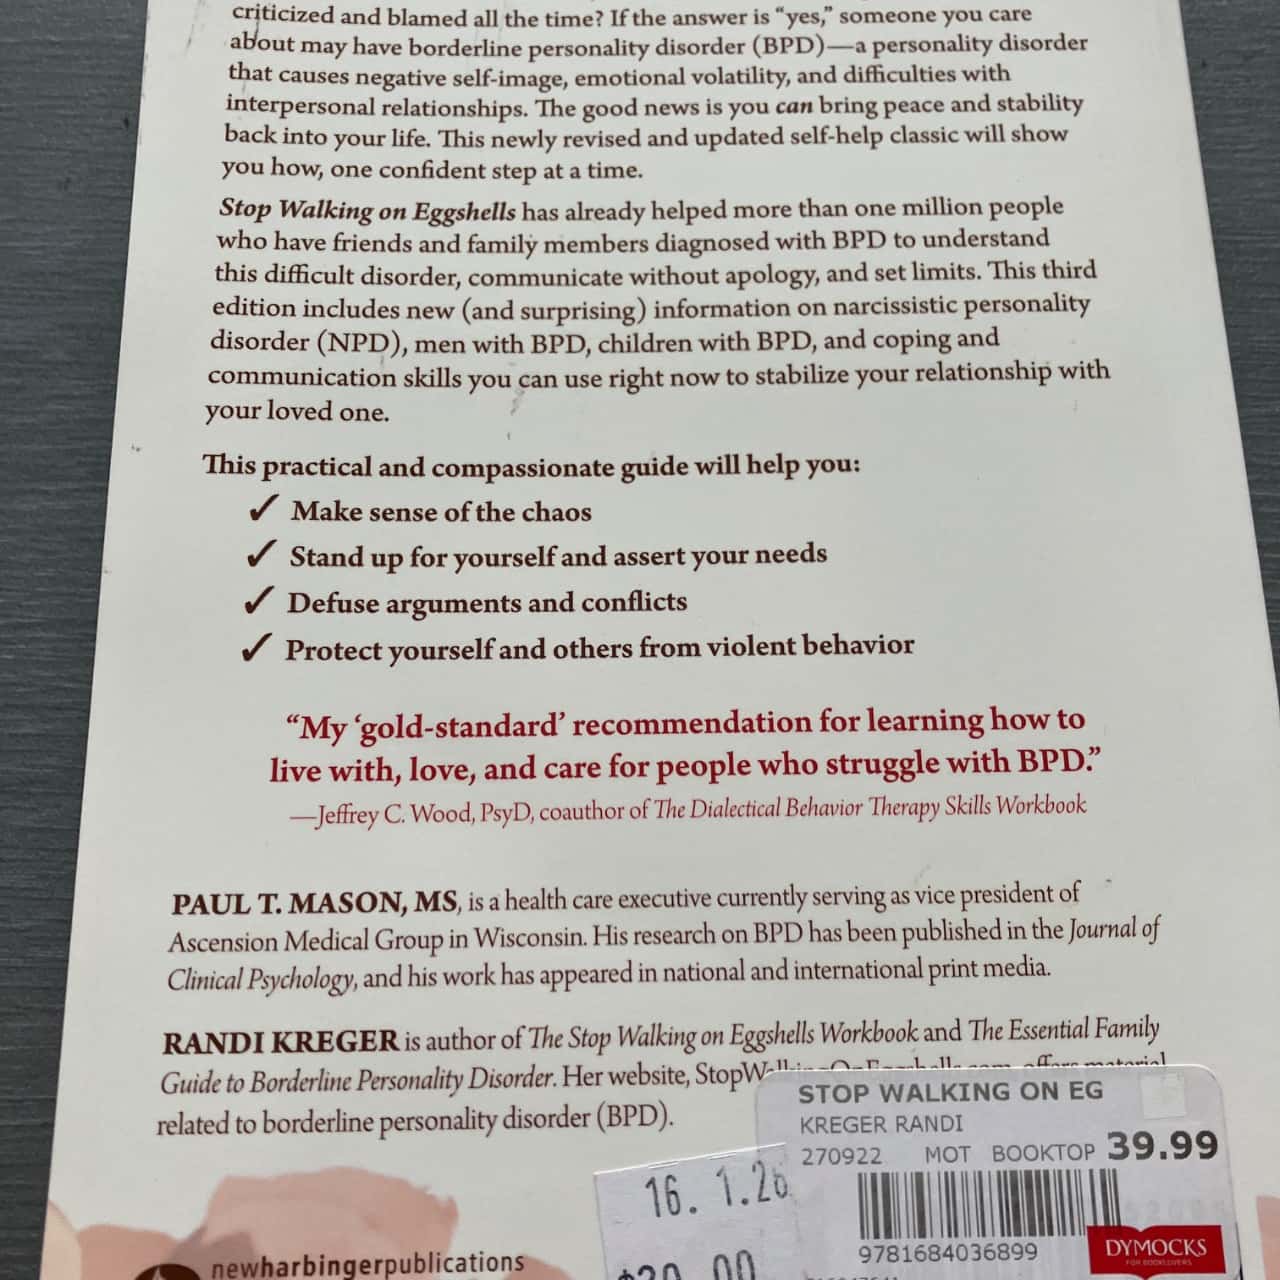 criticized and blamed all the time? If the answer is “yes,” someone you care
about may have borderline personality disorder (BPD)—a personality disorder
that causes negative self-image, emotional volatility, and difficulties with
interpersonal relationships. The good news is you can bring peace and stability
back into your life. This newly revised and updated self-help classic will show
you how, one confident step at a time.
Stop Walking on Eggshells has already helped more than one million people
who have friends and family members diagnosed with BPD to understand
this difficult disorder, communicate without apology, and set limits. This third
edition includes new (and surprising) information on narcissistic personality
disorder (NPD), men with BPD, children with BPD, and coping and
communication skills you can use right now to stabilize your relationship with
your loved one.
This practical and compassionate guide will help you:
✓ Make sense of the chaos
✓ Stand up for yourself and assert your needs
✓ Defuse arguments and conflicts
✓ Protect yourself and others from violent behavior
“My ‘gold-standard’ recommendation for learning how to
live with, love, and care for people who struggle with BPD.”
—Jeffrey C. Wood, PsyD, coauthor of The Dialectical Behavior Therapy Skills Workbook
PAUL T. MASON, MS, is a health care executive currently serving as vice president of
Ascension Medical Group in Wisconsin. His research on BPD has been published in the Journal of
Clinical Psychology, and his work has appeared in national and international print media.
RANDI KREGER is author of The Stop Walking on Eggshells Workbook and The Essential Family
Guide to Borderline Personality Disorder. Her website, StopWalkingOnEggshells.com, offers material
related to borderline personality disorder (BPD).
STOP WALKING ON EG
KREGER RANDI
270922 MOT BOOKTOP 39.99
16. 1.26
9781684036899
DYMOCKS
FOR BOOKLOVERS
newharbingerpublications